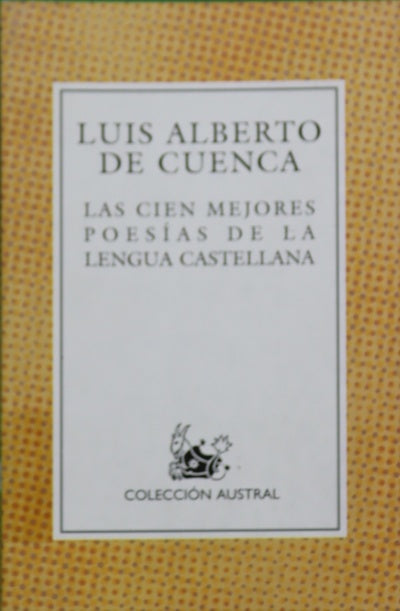 LUIS ALBERTO
DE CUENCA
LAS CIEN MEJORES
POESÍAS DE LA
LENGUA CASTELLANA
COLECCIÓN AUSTRAL